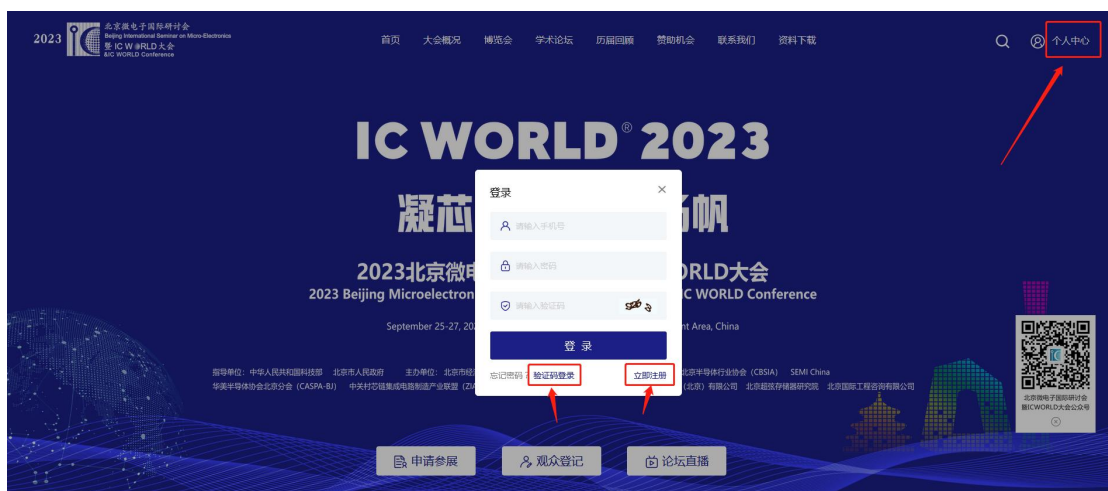 2023
北京微电子国际研讨会
Beijing International Seminar on Micro-Electronics
暨 IC WORLD 大会
&IC WORLD Conference
首页 大会概况 博览会 学术论坛 历届回顾 赞助机会 联系我们 资料下载
个人中心
IC WORLD® 2023
凝芯
帆
2023北京微电
ORLD大会
2023 Beijing Microelectron
IC WORLD Conference
September 25-27, 20
nt Area, China
登录
请输入手机号
请输入密码
请输入验证码
登 录
忘记密码?
验证码登录
立即注册
指导单位:中华人民共和国科技部 北京市人民政府 主办单位:北京市经
北京半导体行业协会(CBSIA) SEMI China
华美半导体协会北京分会(CASPA-BJ) 中关村芯链集成电路制造产业联盟(ZIA
(北京)有限公司 北京超弦存储器研究院 北京国际工程咨询有限公司
北京微电子国际研讨会
暨ICWORLD大会公众号
申请参展
观众登记
论坛直播